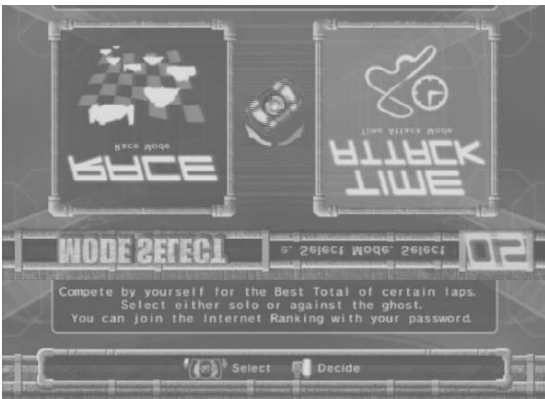 MODE SELECT
e. Select Mode. Select
RACE
Race Mode
TIME
ATTACK
Time Attack Mode
Compete by yourself for the Best Total of certain laps.
Select either solo or against the ghost.
You can join the Internet Ranking with your password.
Select
Decide